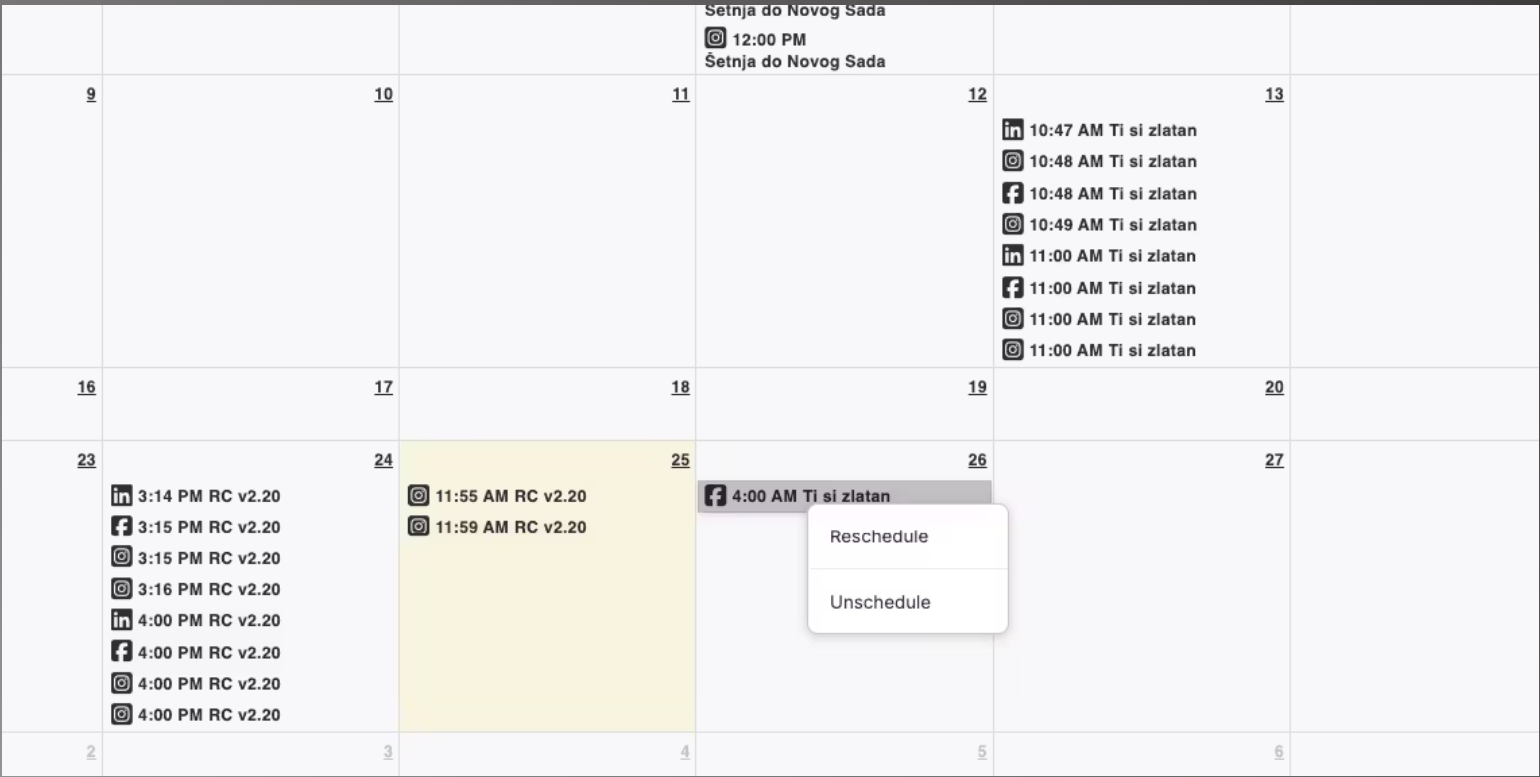 Šetnja do Novog Sada
12:00 PM
Šetnja do Novog Sada
9
10
11
12
13
10:47 AM Ti si zlatan
10:48 AM Ti si zlatan
10:48 AM Ti si zlatan
10:49 AM Ti si zlatan
11:00 AM Ti si zlatan
11:00 AM Ti si zlatan
11:00 AM Ti si zlatan
11:00 AM Ti si zlatan
16
17
18
19
20
23
24
25
26
27
3:14 PM RC v2.20
3:15 PM RC v2.20
3:15 PM RC v2.20
3:16 PM RC v2.20
4:00 PM RC v2.20
4:00 PM RC v2.20
4:00 PM RC v2.20
4:00 PM RC v2.20
11:55 AM RC v2.20
11:59 AM RC v2.20
4:00 AM Ti si zlatan
Reschedule
Unschedule
2
3
4
5
6